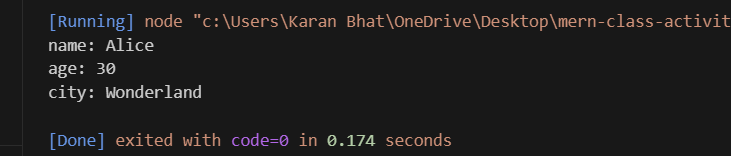 [Running] node "c:\Users\Karan Bhat\OneDrive\Desktop\mern-class-activit
name: Alice
age: 30
city: Wonderland
[Done] exited with code=0 in 0.174 seconds